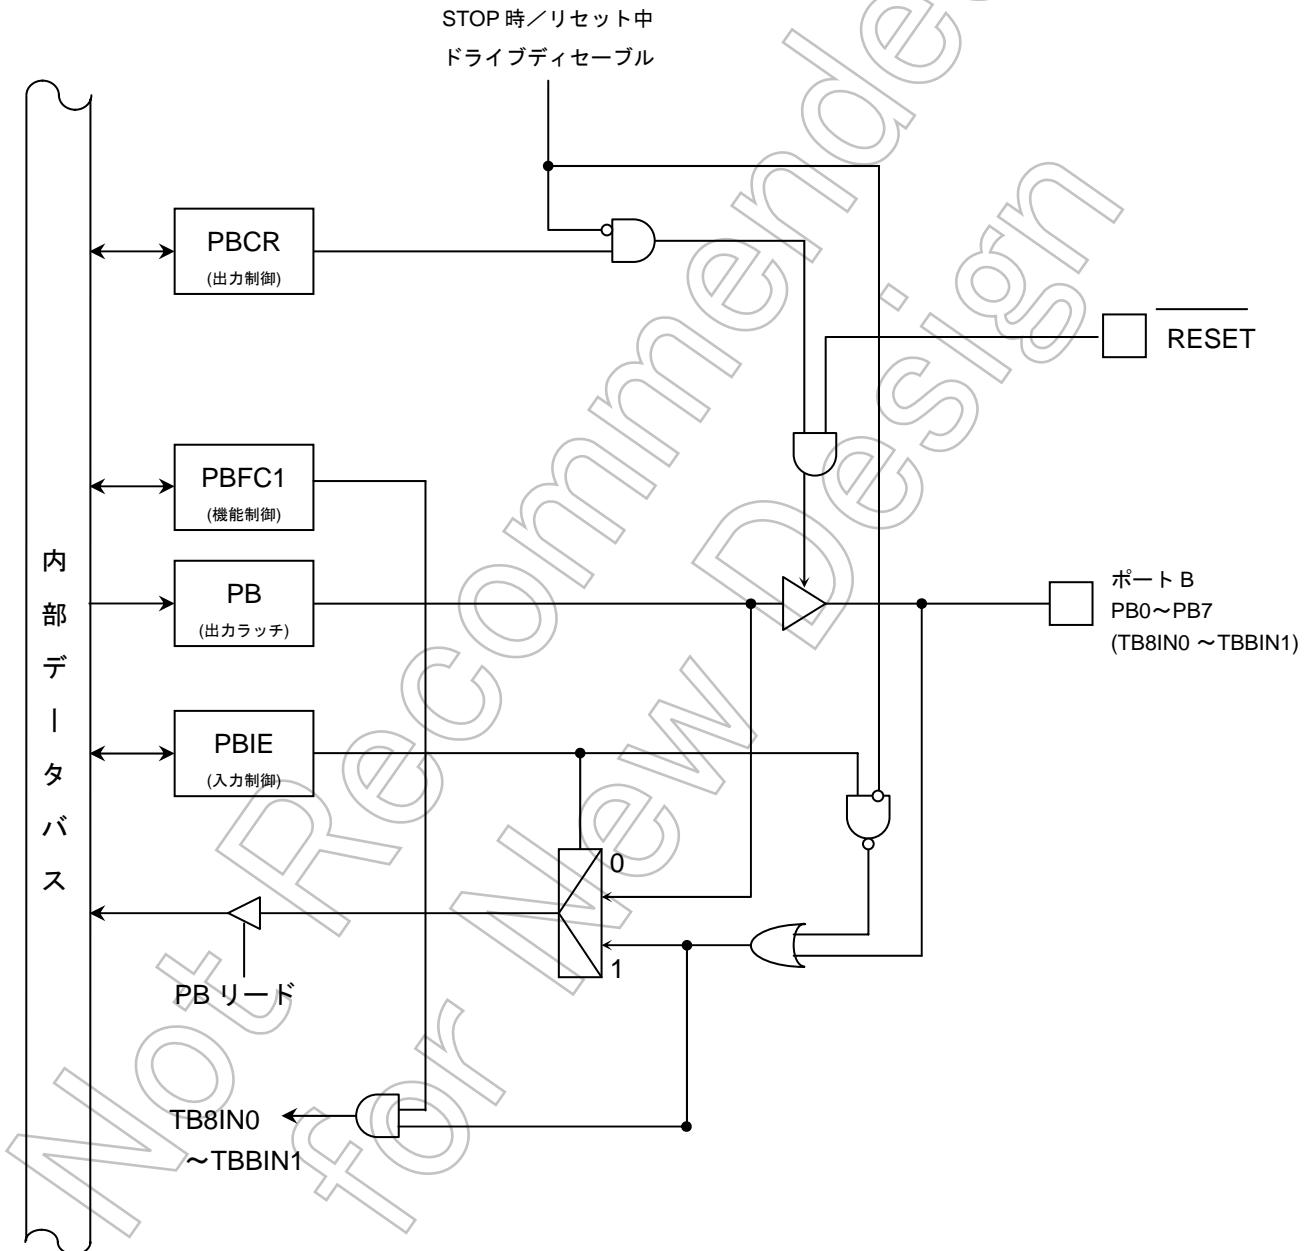 STOP 時／リセット中
ドライブディセーブル
PBCR
(出力制御)
RESET
PBFC1
(機能制御)
内部データバス
PB
(出力ラッチ)
ポート B
PB0～PB7
(TB8IN0 ～TBBIN1)
PBIE
(入力制御)
0
1
PB リード
TB8IN0
～TBBIN1
Not Recommended
for New Design